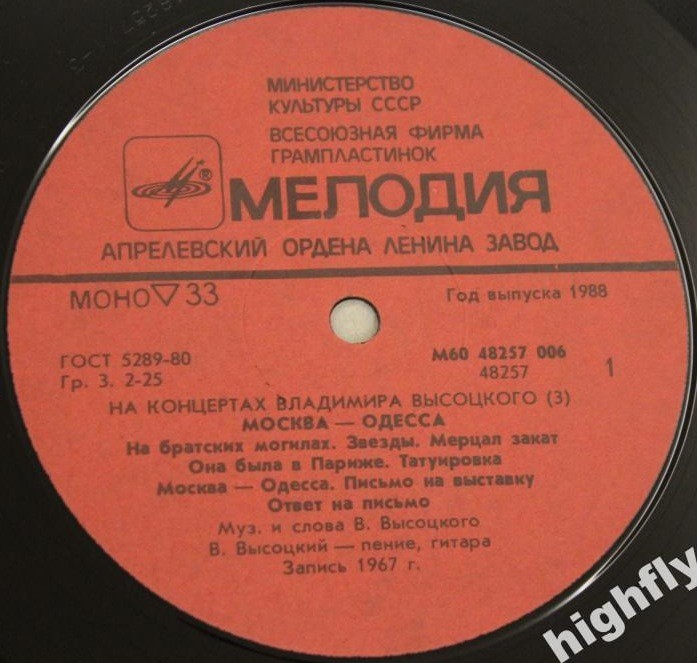 МИНИСТЕРСТВО
КУЛЬТУРЫ СССР
ВСЕСОЮЗНАЯ ФИРМА
ГРАМПЛАСТИНОК
®
МЕЛОДИЯ
АПРЕЛЕВСКИЙ ОРДЕНА ЛЕНИНА ЗАВОД
МОНО ▽ 33
Год выпуска 1988
ГОСТ 5289-80
Гр. 3. 2-25
М60 48257 006
48257
1
НА КОНЦЕРТАХ ВЛАДИМИРА ВЫСОЦКОГО (3)
МОСКВА — ОДЕССА
На братских могилах. Звезды. Мерцал закат
Она была в Париже. Татуировка
Москва — Одесса. Письмо на выставку
Ответ на письмо
Муз. и слова В. Высоцкого
В. Высоцкий — пение, гитара
Запись 1967 г.
highfly